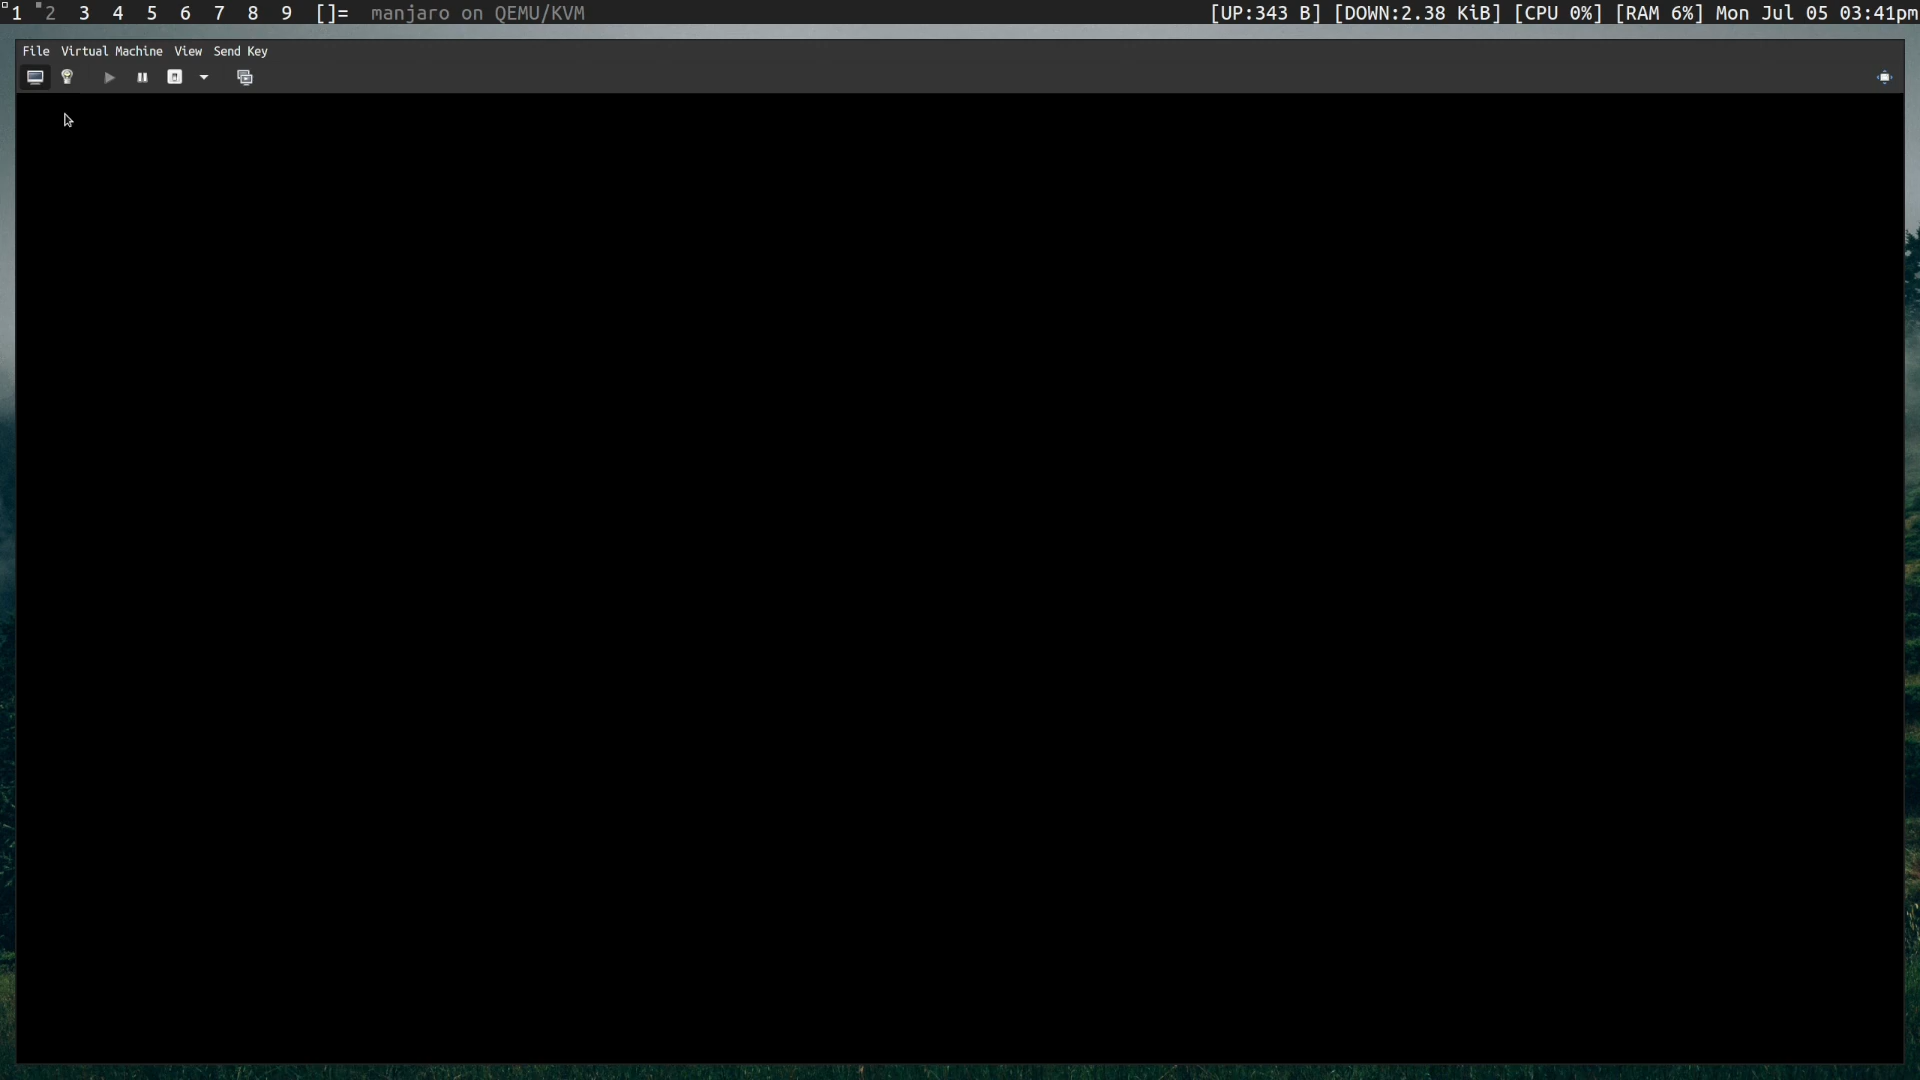 1 2 3 4 5 6 7 8 9 []= manjaro on QEMU/KVM [UP:343 B] [DOWN:2.38 KiB] [CPU 0%] [RAM 6%] Mon Jul 05 03:41pm
File Virtual Machine View Send Key